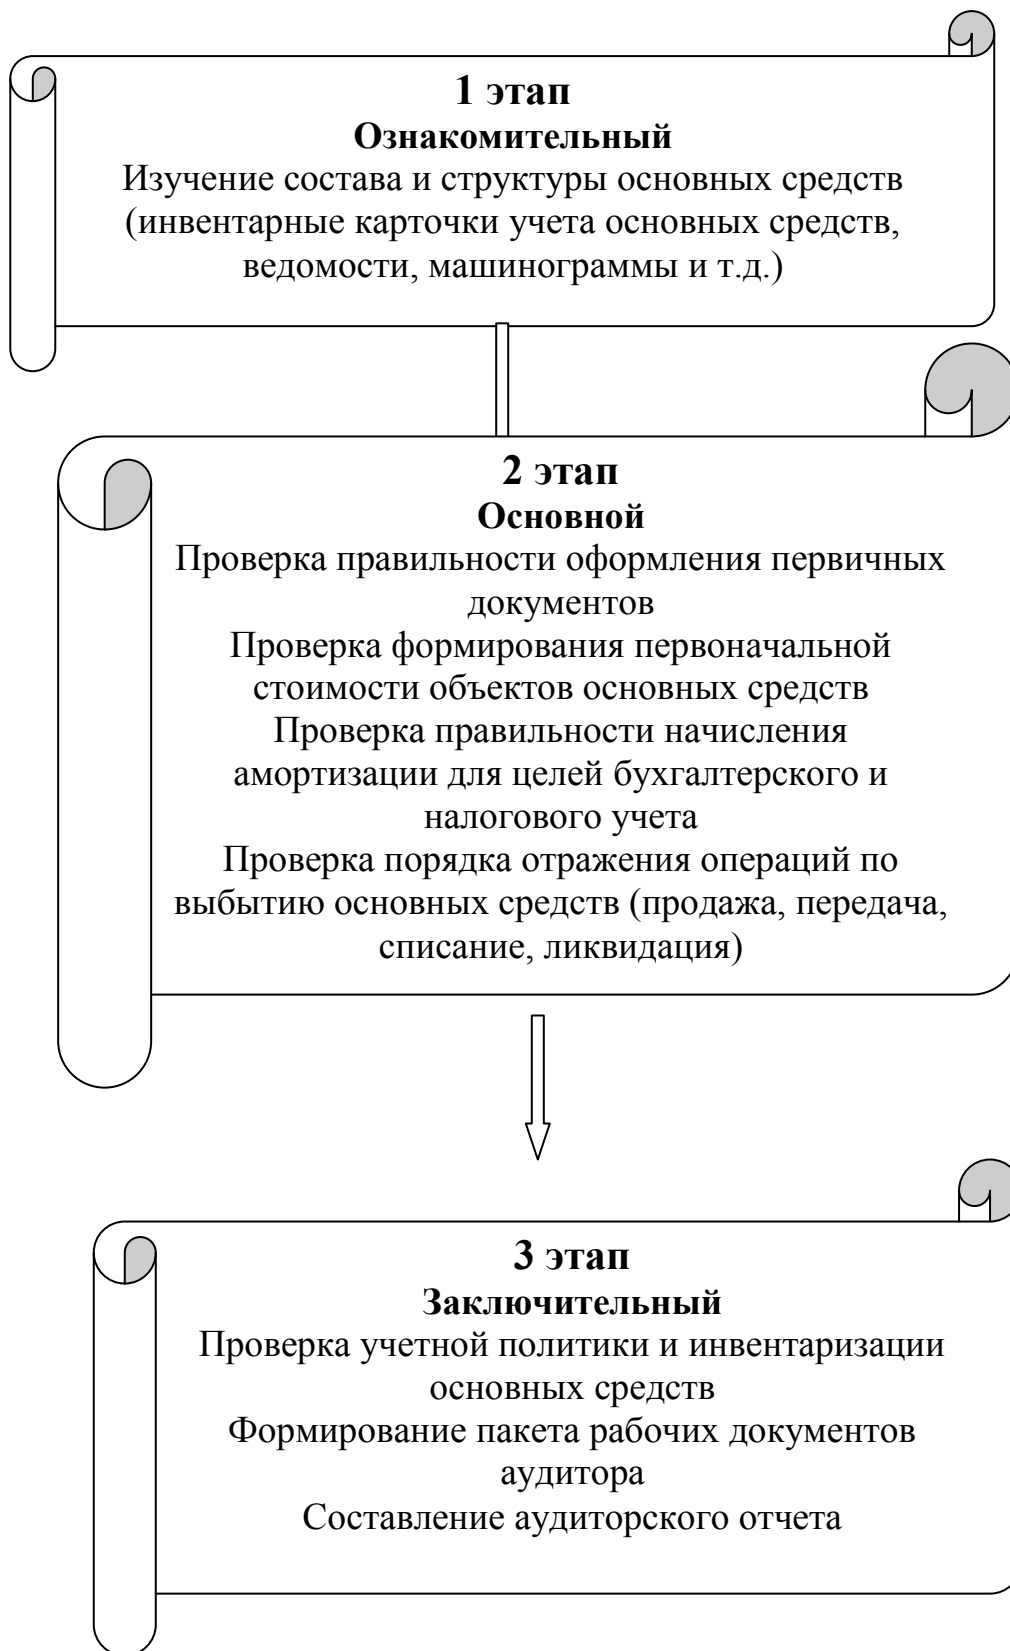 1 этап
Ознакомительный
Изучение состава и структуры основных средств
(инвентарные карточки учета основных средств,
ведомости, машинограммы и т.д.)
2 этап
Основной
Проверка правильности оформления первичных
документов
Проверка формирования первоначальной
стоимости объектов основных средств
Проверка правильности начисления
амортизации для целей бухгалтерского и
налогового учета
Проверка порядка отражения операций по
выбытию основных средств (продажа, передача,
списание, ликвидация)
3 этап
Заключительный
Проверка учетной политики и инвентаризации
основных средств
Формирование пакета рабочих документов
аудитора
Составление аудиторского отчета